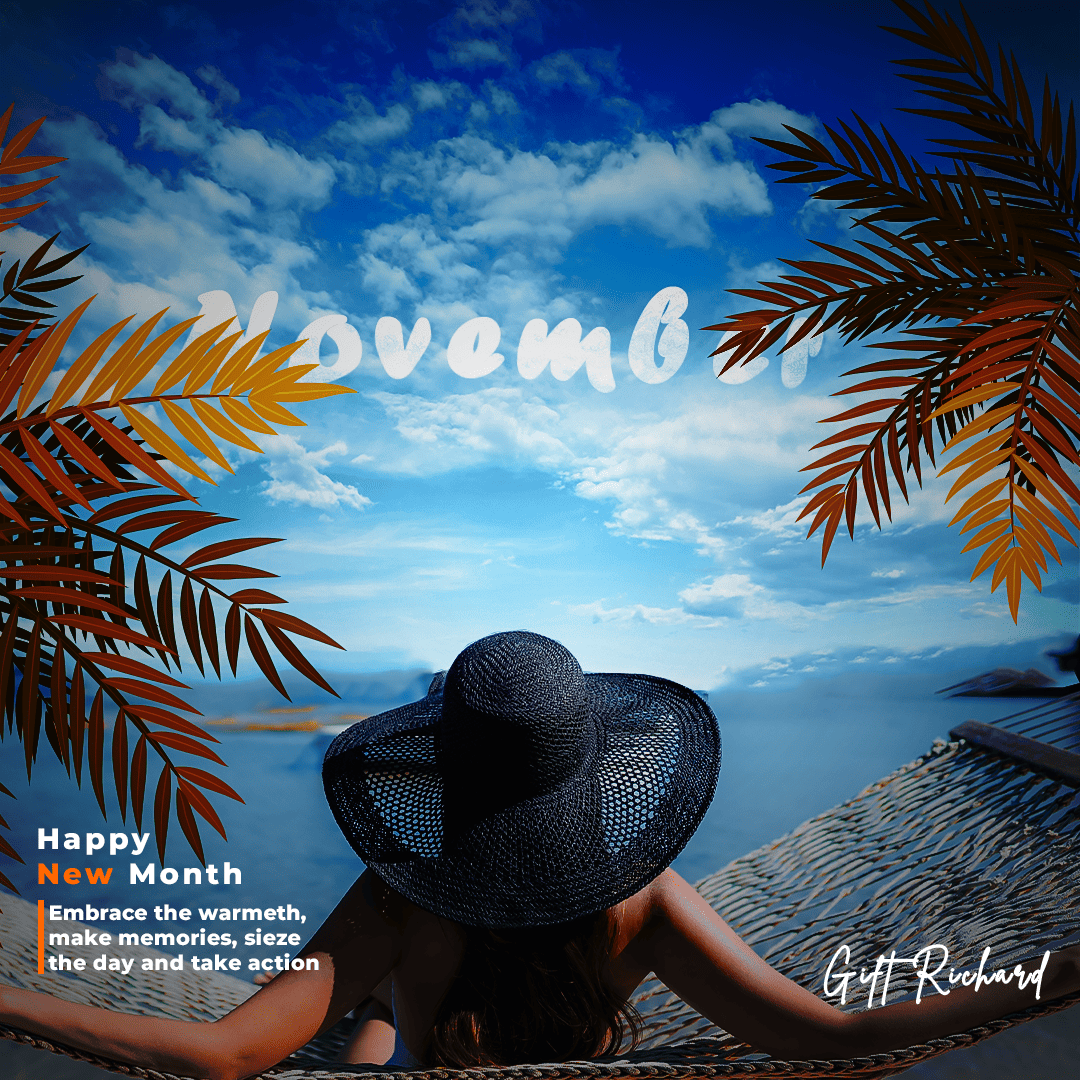 November
Happy
New Month
Embrace the warmeth,
make memories, sieze
the day and take action
Gift Richard